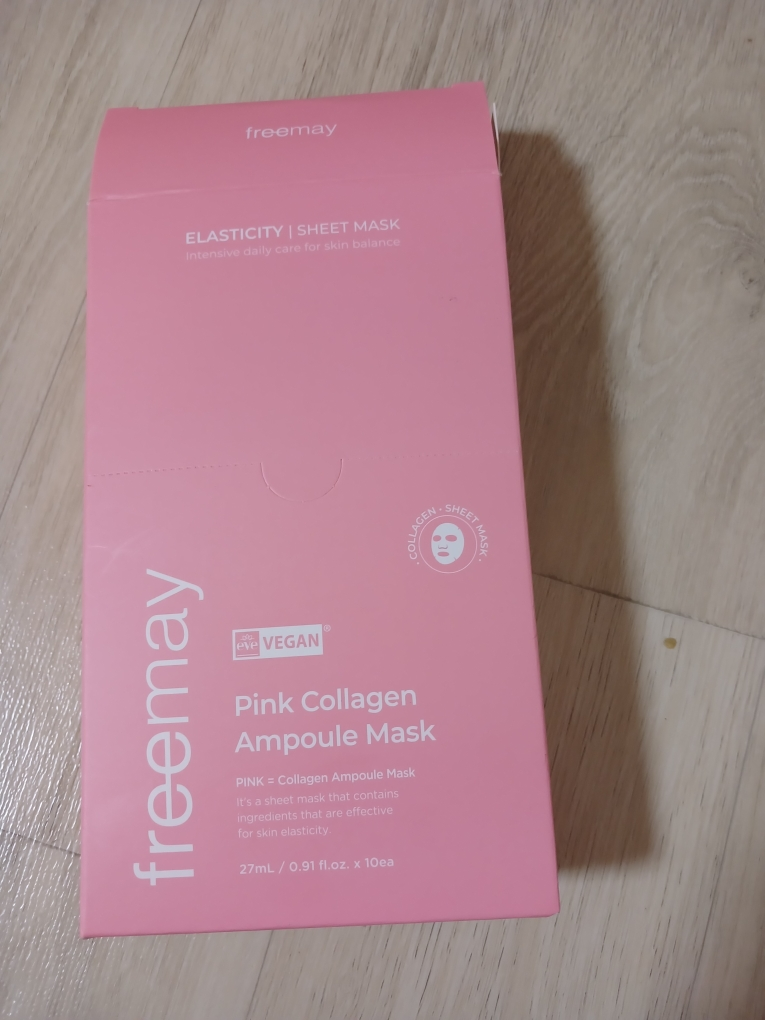 freemay
ELASTICITY | SHEET MASK
intensive daily care for skin balance
COLLAGEN · SHEET MASK ·
freemay
eve VEGAN®
Pink Collagen
Ampoule Mask
PINK = Collagen Ampoule Mask
It's a sheet mask that contains
ingredients that are effective
for skin elasticity.
27mL / 0.91 fl.oz. x 10ea